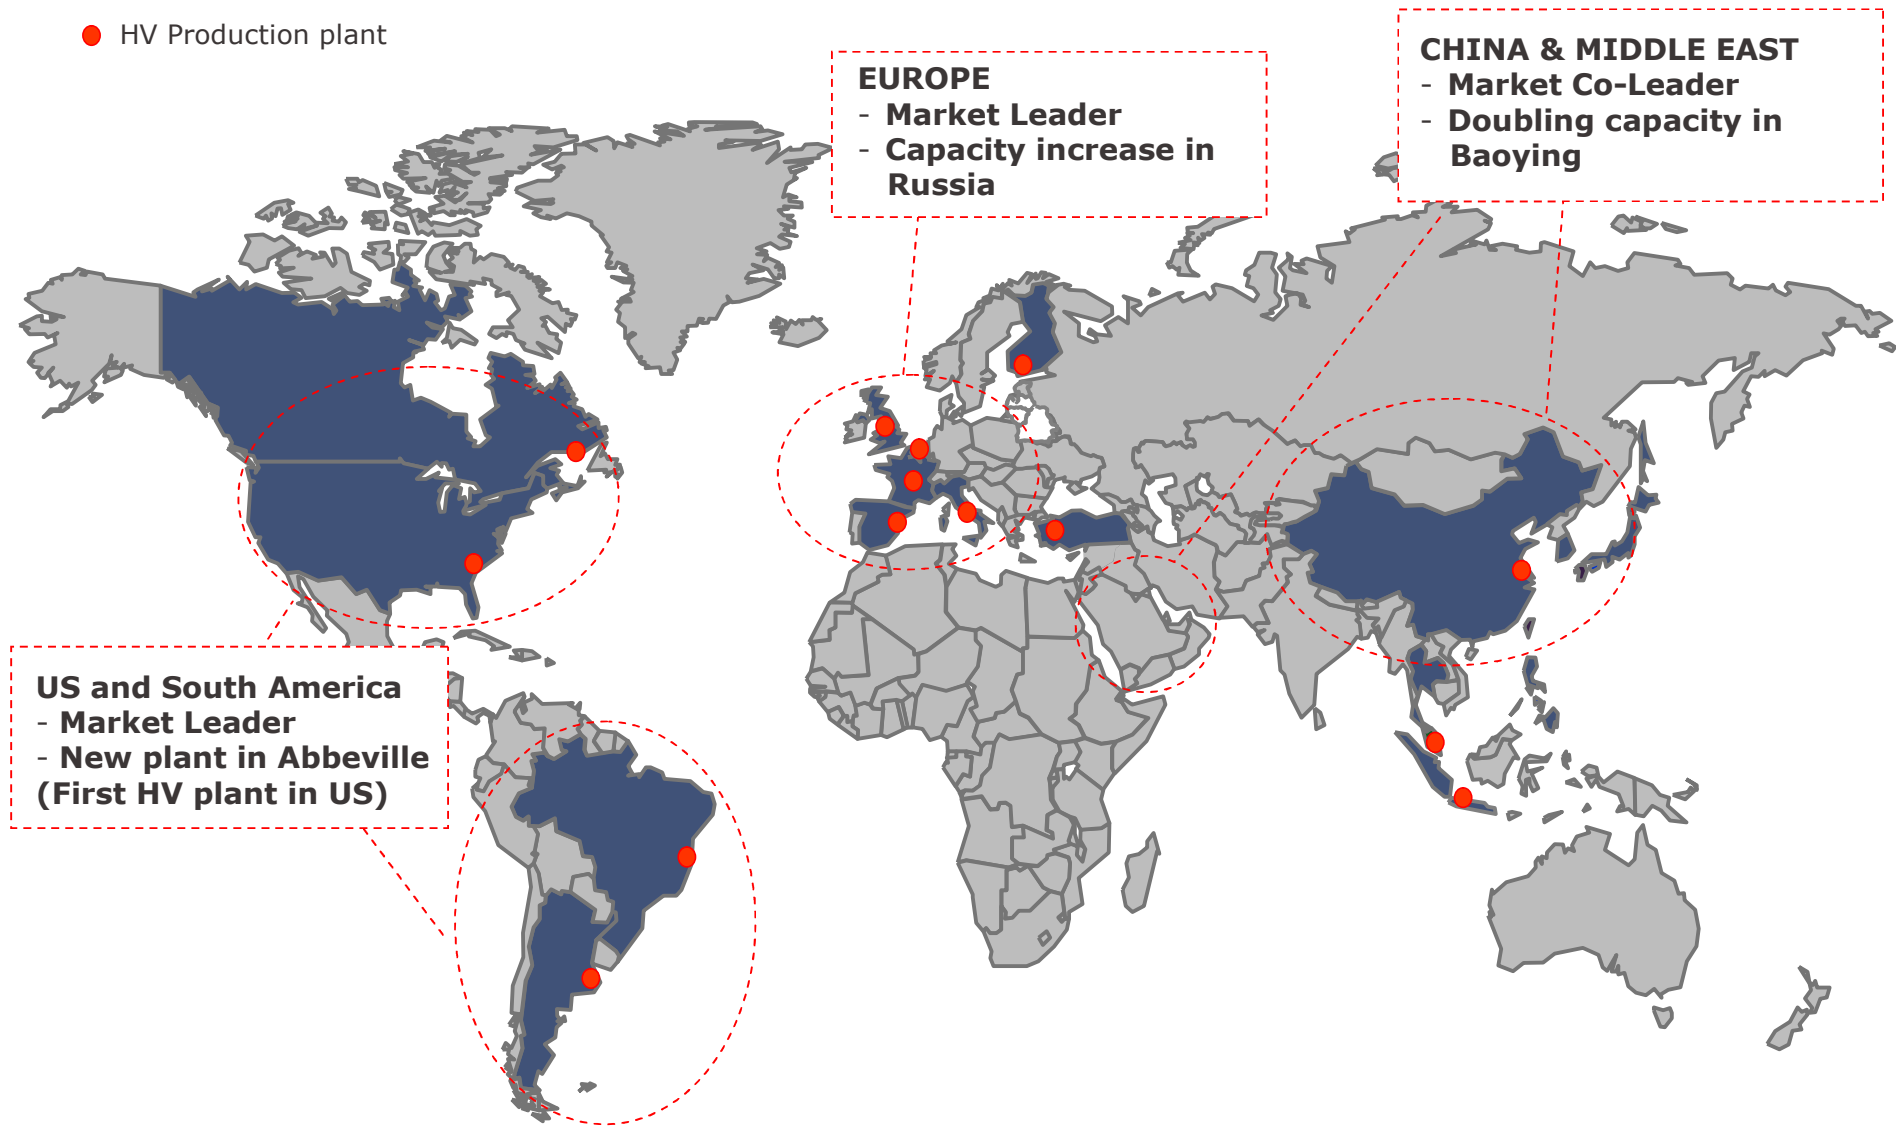 HV Production plant
EUROPE
- Market Leader
- Capacity increase in
Russia
CHINA & MIDDLE EAST
- Market Co-Leader
- Doubling capacity in
Baoying
US and South America
- Market Leader
- New plant in Abbeville
(First HV plant in US)